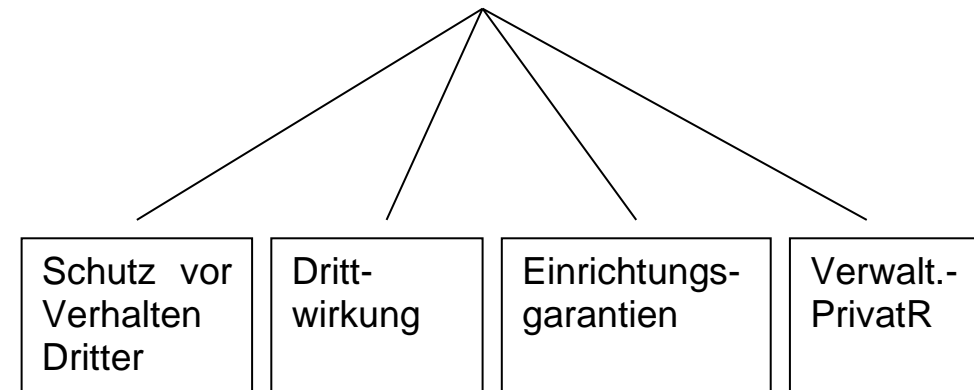 Schutz vor
Verhalten
Dritter
Dritt-
wirkung
Einrichtungs-
garantien
Verwalt.-
PrivatR